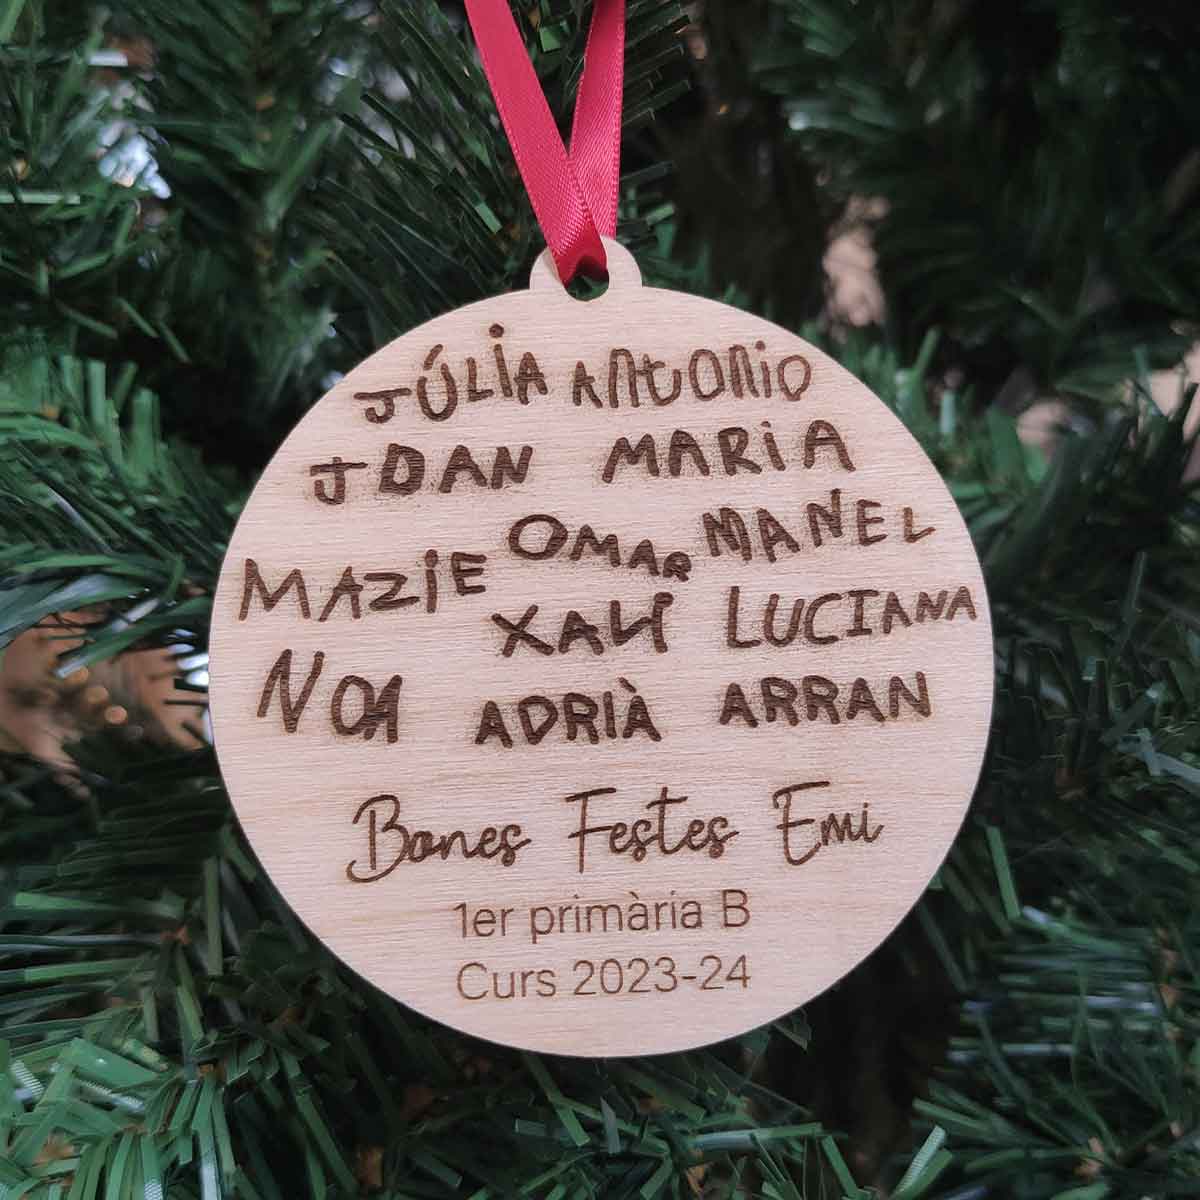 JÚLIA ANTONIO
JOAN MARIA
MAZIE OMAR MANEL
XAVI LUCIANA
NOA ADRIÀ ARRAN
Bones Festes Emi
1er primària B
Curs 2023-24